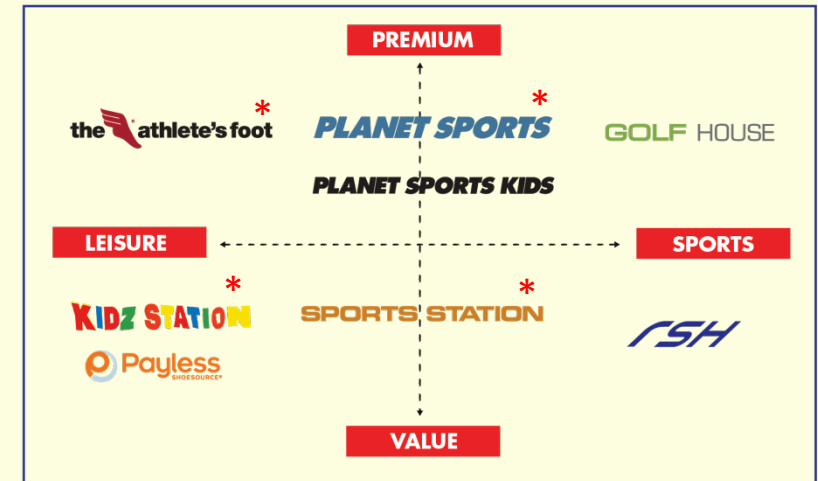 PREMIUM
the athlete's foot *
PLANET SPORTS *
GOLF HOUSE
PLANET SPORTS KIDS
LEISURE
SPORTS
KIDZ STATION *
SPORTS STATION *
rSH
Payless
SHOESOURCE®
VALUE